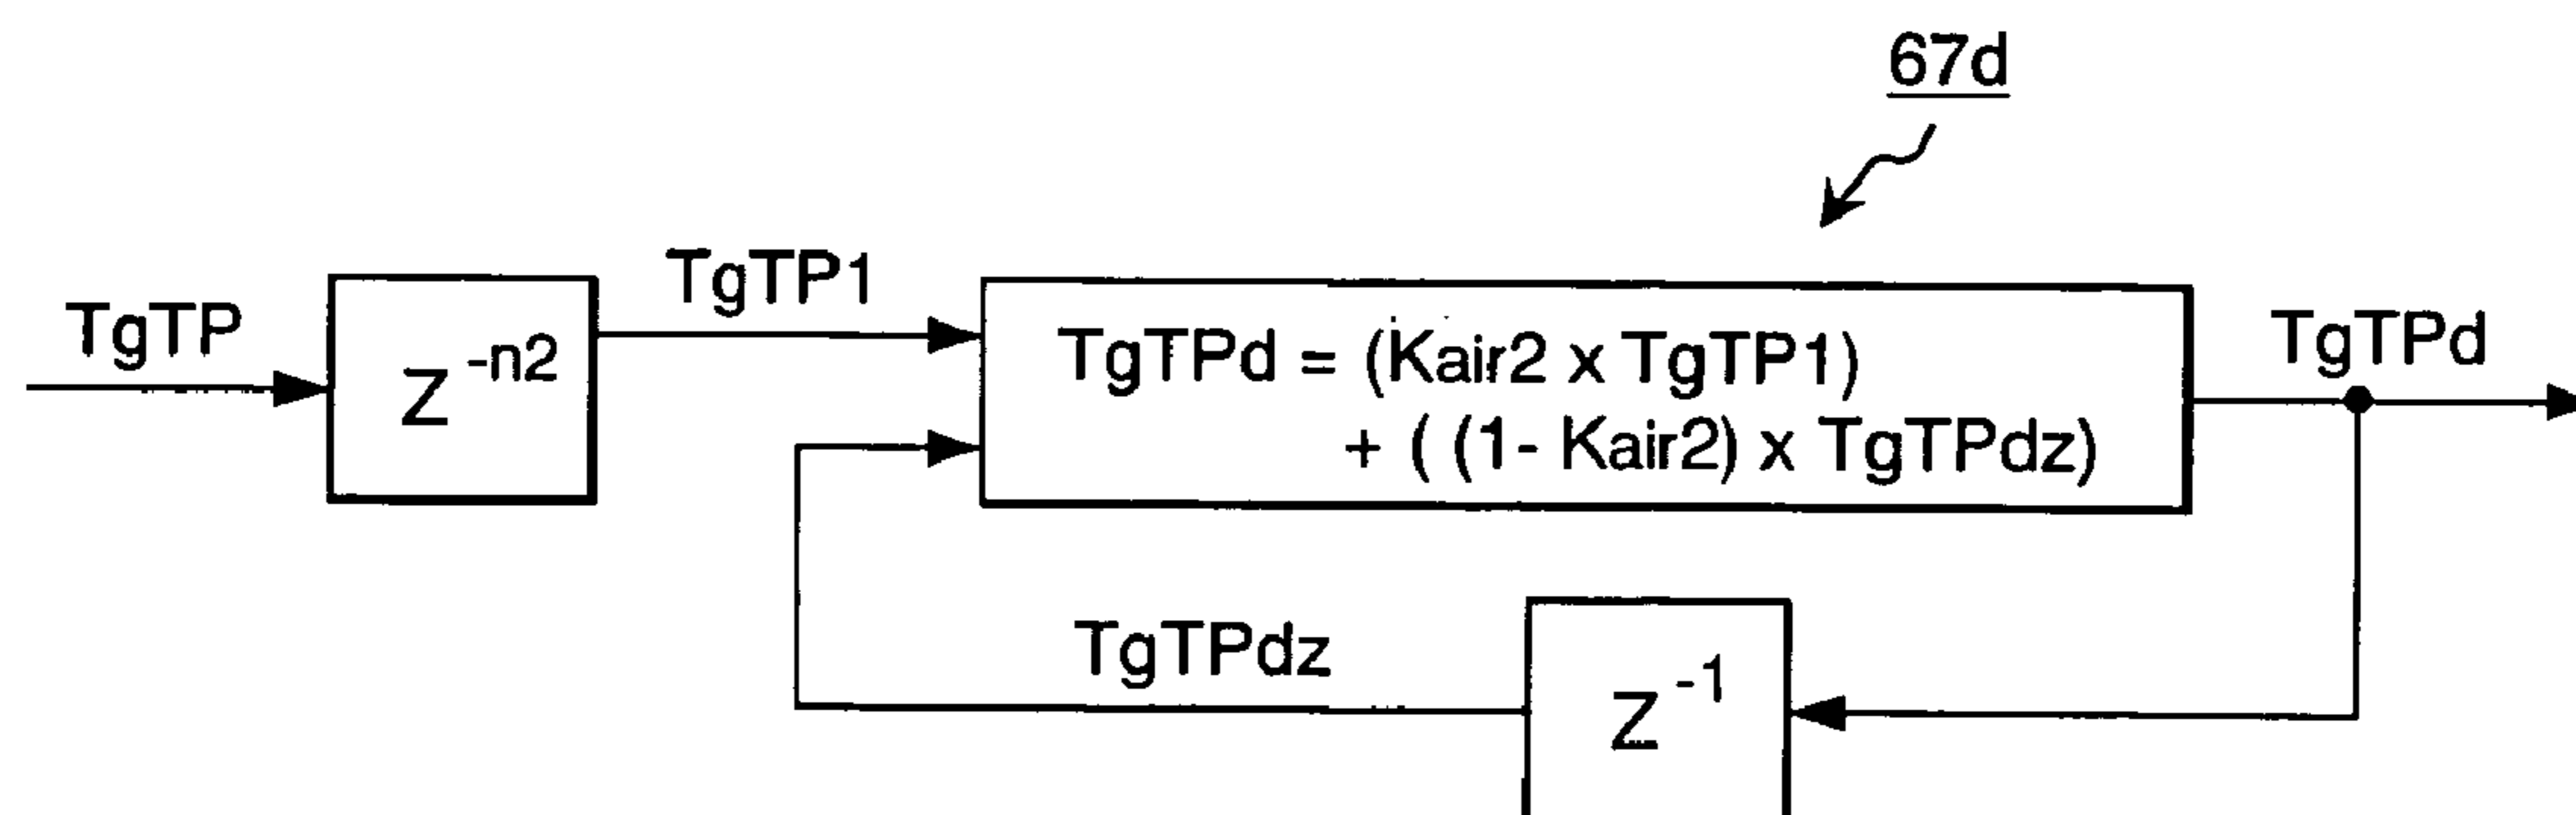 67d
TgTP
Z -n2
TgTP1
TgTPd = (Kair2 x TgTP1)
+ ( (1- Kair2) x TgTPdz)
TgTPd
TgTPdz
Z -1